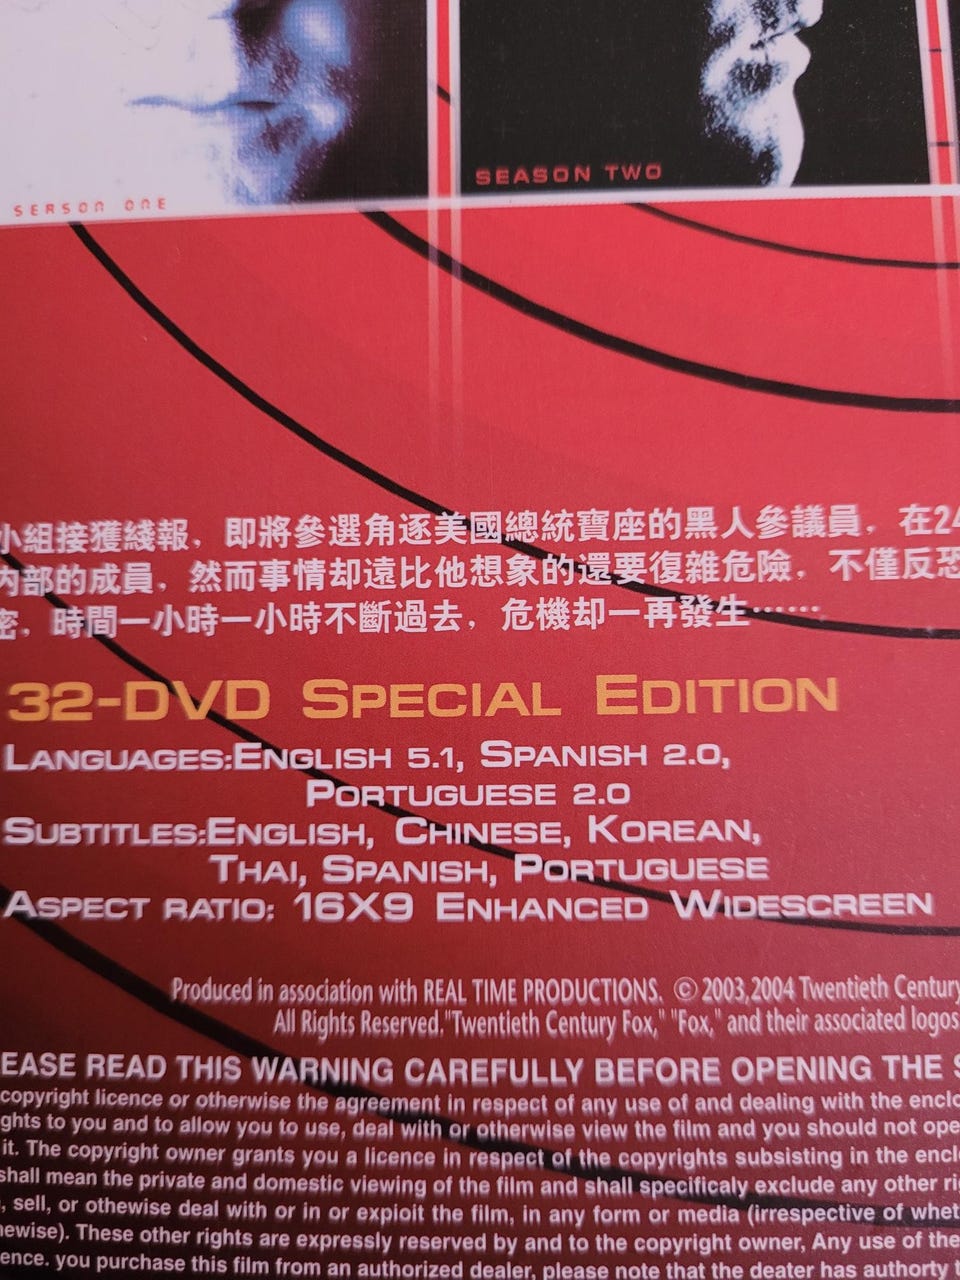 SEASON ONE
SEASON TWO
小組接獲綫報，即將參選角逐美國總統寶座的黑人參議員，在24
內部的成員，然而事情却遠比他想象的還要復雜危險，不僅反恐
密，時間一小時一小時不斷過去，危機却一再發生……
32-DVD SPECIAL EDITION
LANGUAGES:ENGLISH 5.1, SPANISH 2.0,
PORTUGUESE 2.0
SUBTITLES:ENGLISH, CHINESE, KOREAN,
THAI, SPANISH, PORTUGUESE
ASPECT RATIO: 16X9 ENHANCED WIDESCREEN
Produced in association with REAL TIME PRODUCTIONS. © 2003,2004 Twentieth Century
All Rights Reserved."Twentieth Century Fox," "Fox," and their associated logos
EASE READ THIS WARNING CAREFULLY BEFORE OPENING THE S
copyright licence or otherwise the agreement in respect of any use of and dealing with the enclo
ghts to you and to allow you to use, deal with or otherwise view the film and you should not ope
it. The copyright owner grants you a licence in respect of the copyrights subsisting in the encl
shall mean the private and domestic viewing of the film and shall specificaly exclude any other ri
, sell, or othewise deal with or in or exploit the film, in any form or media (irrespective of whet
newise). These other rights are expressly reserved by and to the copyright owner, Any use of the
ence. you purchase this film from an authorized dealer, please note that the deater has authorty t